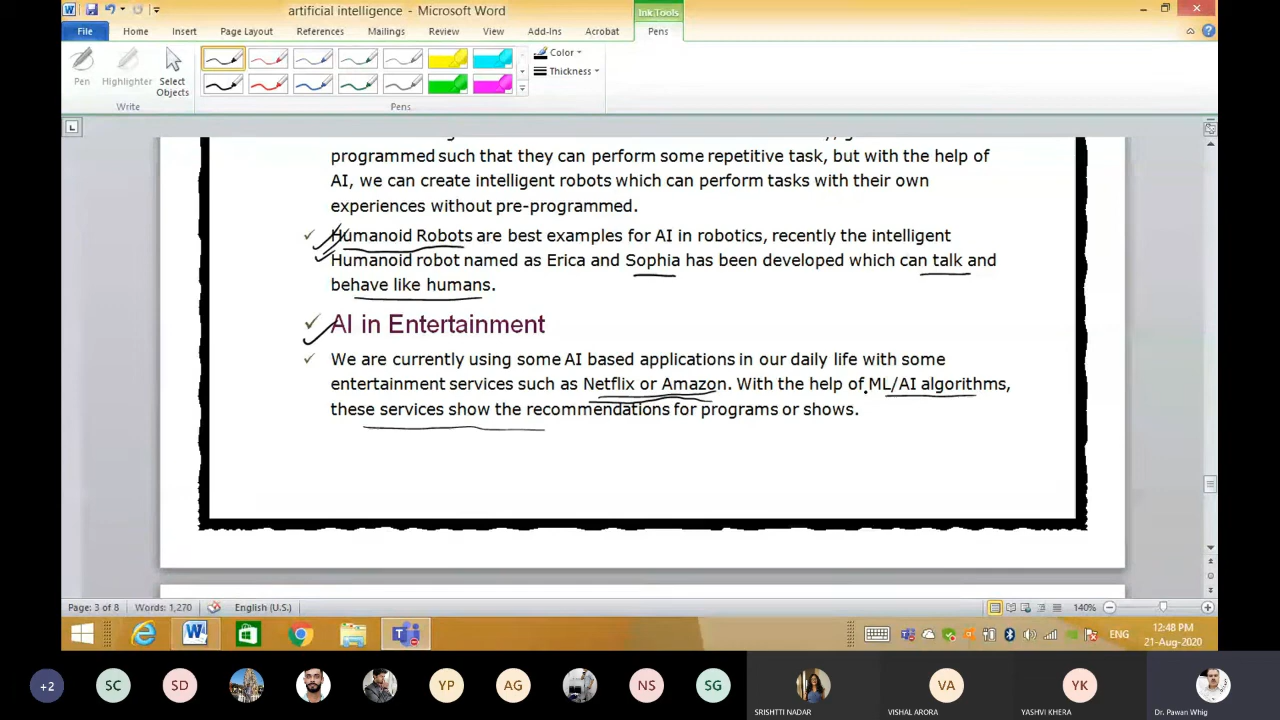 artificial intelligence - Microsoft Word
Ink Tools
File Home Insert Page Layout References Mailings Review View Add-Ins Acrobat Pens
Pen Highlighter Select Objects
Color
Thickness
Write Pens
programmed such that they can perform some repetitive task, but with the help of
AI, we can create intelligent robots which can perform tasks with their own
experiences without pre-programmed.
Humanoid Robots are best examples for AI in robotics, recently the intelligent
Humanoid robot named as Erica and Sophia has been developed which can talk and
behave like humans.
AI in Entertainment
We are currently using some AI based applications in our daily life with some
entertainment services such as Netflix or Amazon. With the help of ML/AI algorithms,
these services show the recommendations for programs or shows.
Page: 3 of 8 Words: 1,270 English (U.S.) 140%
ENG 12:48 PM
21-Aug-2020
+2 SC SD YP AG NS SG VA YK
SRISHTTI NADAR VISHAL ARORA YASHVI KHERA Dr. Pawan Whig